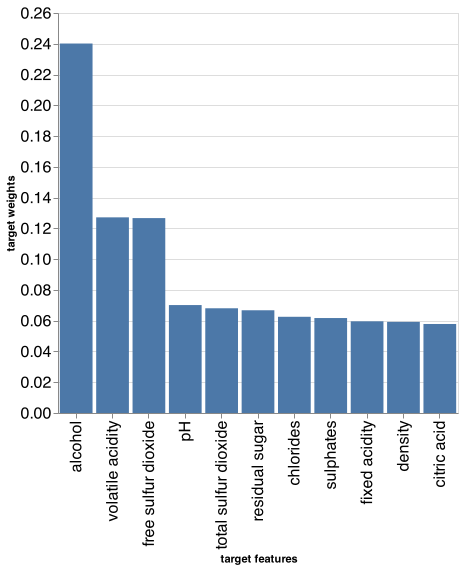 0.26
0.24
0.22
0.20
0.18
0.16
0.14
0.12
0.10
0.08
0.06
0.04
0.02
0.00
target weights
alcohol
volatile acidity
free sulfur dioxide
pH
total sulfur dioxide
residual sugar
chlorides
sulphates
fixed acidity
density
citric acid
target features